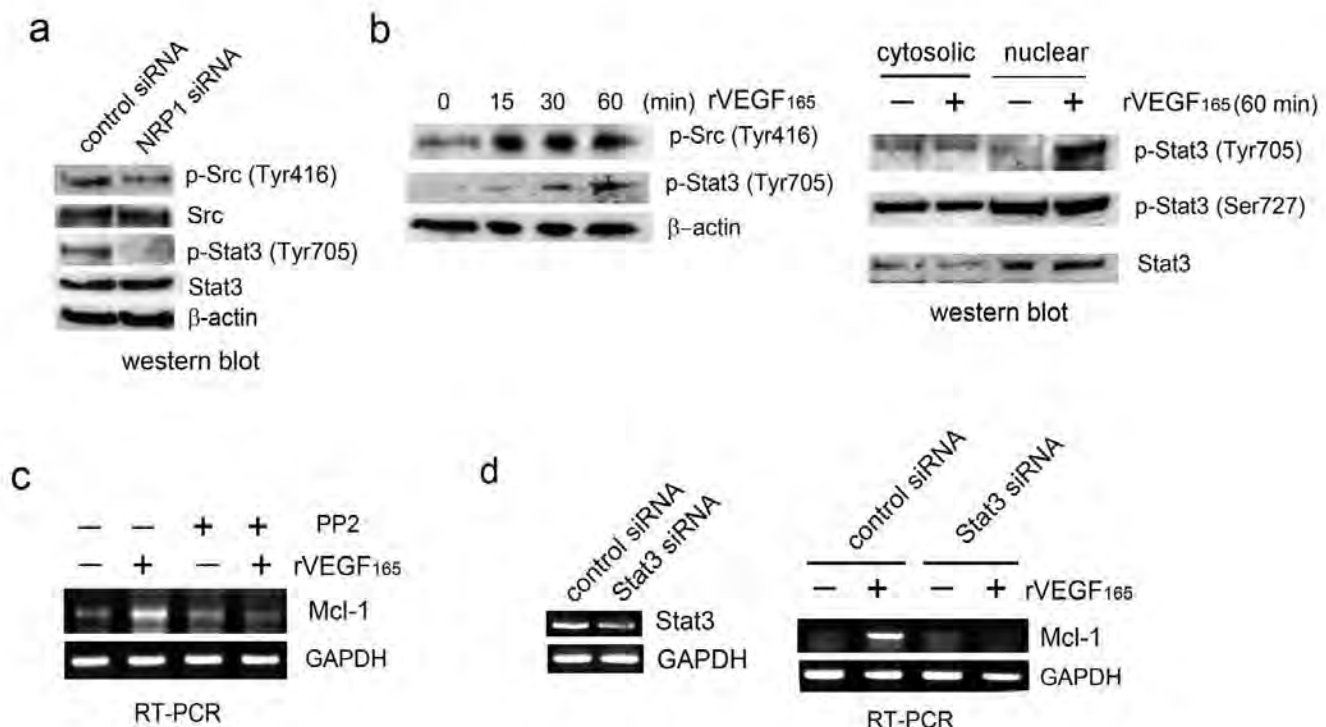 a
control siRNA
NRP1 siRNA
p-Src (Tyr416)
Src
p-Stat3 (Tyr705)
Stat3
β-actin
western blot
b
0 15 30 60 (min) rVEGF165
p-Src (Tyr416)
p-Stat3 (Tyr705)
β-actin
cytosolic nuclear
— + — + rVEGF165 (60 min)
p-Stat3 (Tyr705)
p-Stat3 (Ser727)
Stat3
western blot
c
— — + + PP2
— + — + rVEGF165
Mcl-1
GAPDH
RT-PCR
d
control siRNA
Stat3 siRNA
Stat3
GAPDH
control siRNA
Stat3 siRNA
— + — + rVEGF165
Mcl-1
GAPDH
RT-PCR